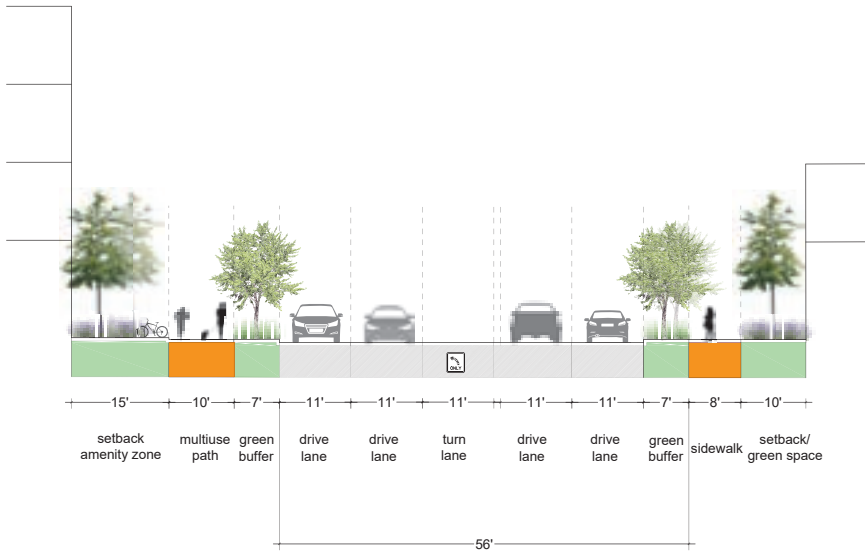 ONLY
15' 10' 7' 11' 11' 11' 11' 11' 7' 8' 10'
setback amenity zone
multiuse path
green buffer
drive lane
drive lane
turn lane
drive lane
drive lane
green buffer
sidewalk
setback/ green space
56'